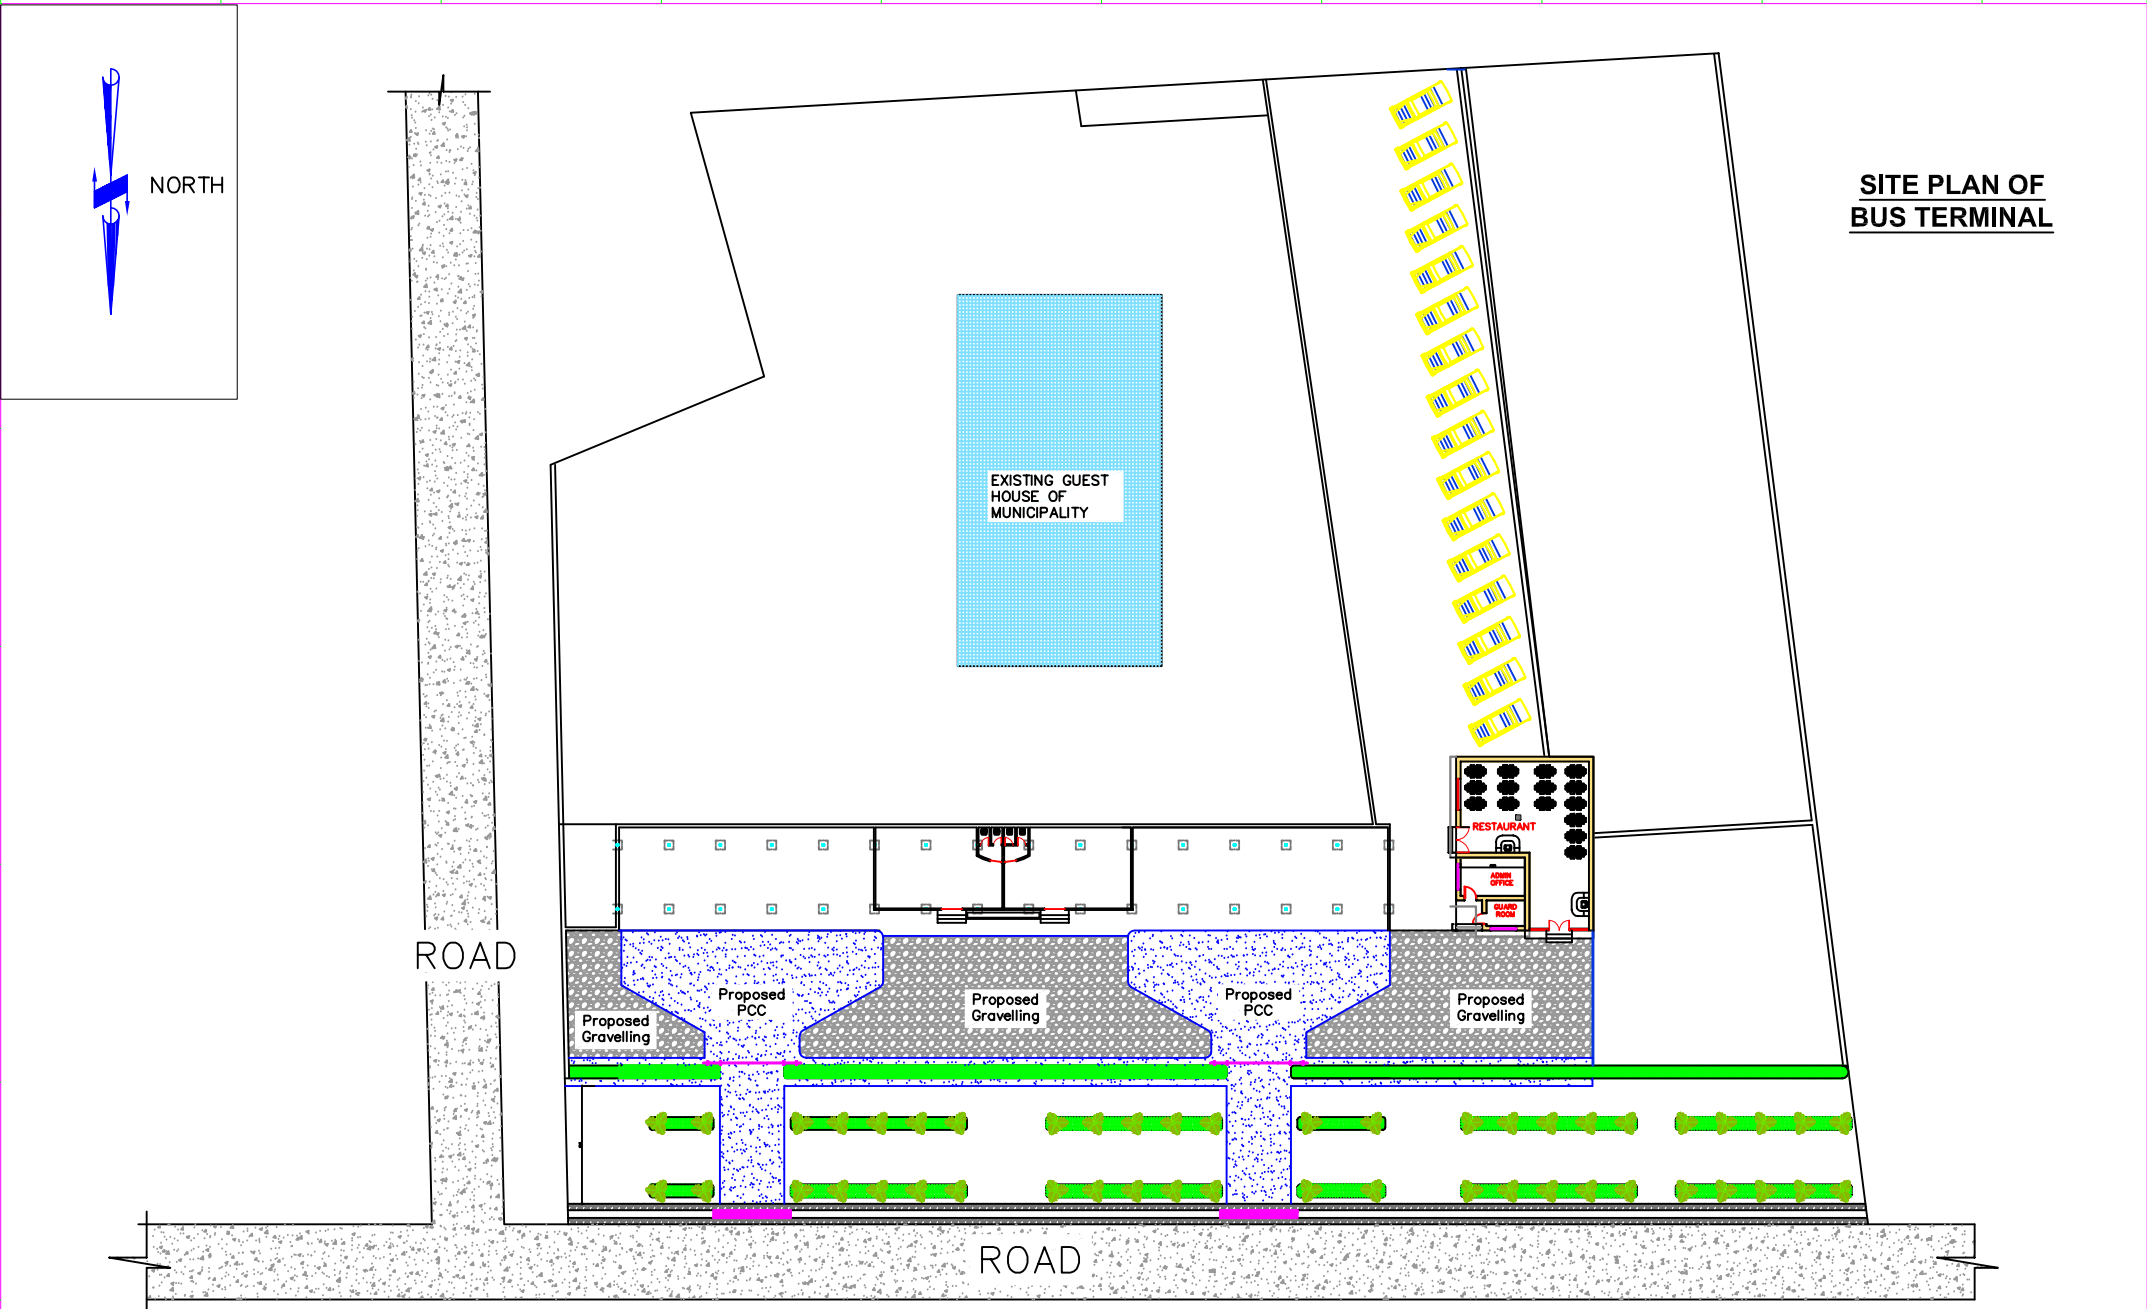 NORTH
SITE PLAN OF
BUS TERMINAL
EXISTING GUEST
HOUSE OF
MUNICIPALITY
RESTAURANT
ADMIN
OFFICE
GUARD
ROOM
ROAD
Proposed
PCC
Proposed
PCC
Proposed
Gravelling
Proposed
Gravelling
Proposed
Gravelling
ROAD